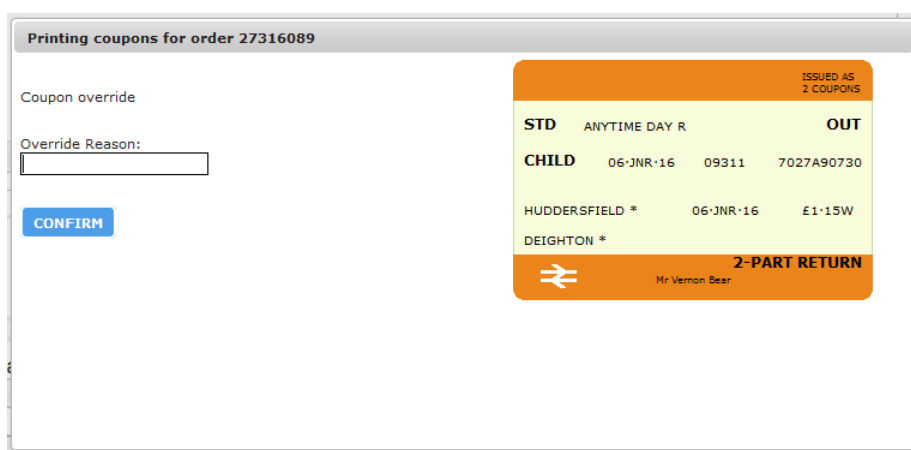 Printing coupons for order 27316089
Coupon override
Override Reason:
CONFIRM
ISSUED AS
2 COUPONS
STD ANYTIME DAY R OUT
CHILD 06·JNR·16 09311 7027A90730
HUDDERSFIELD * 06·JNR·16 £1·15W
DEIGHTON *
2-PART RETURN
Mr Vernon Bear